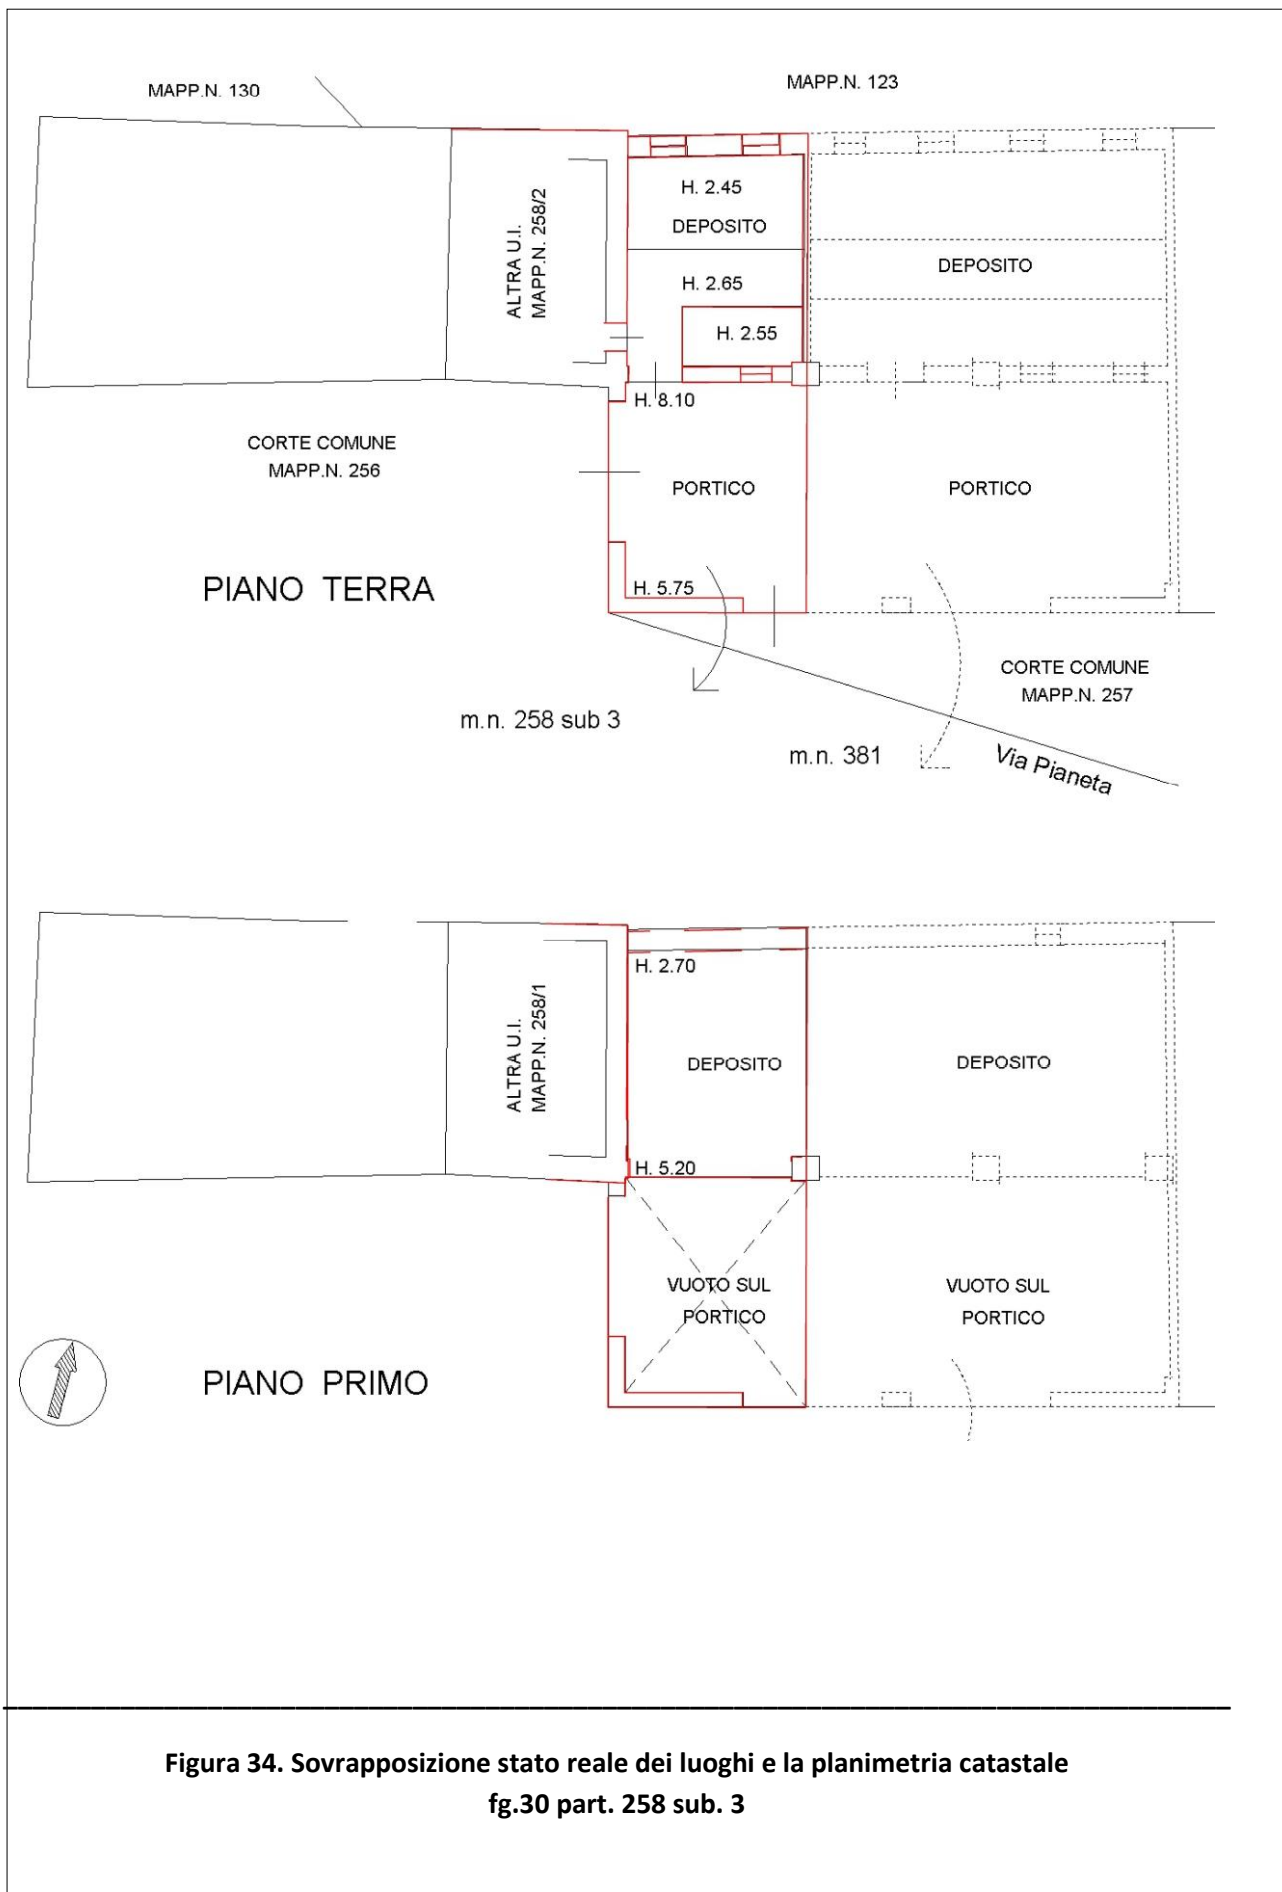 MAPP.N. 130
MAPP.N. 123
ALTRA U.I.
MAPP.N. 258/2
H. 2.45
DEPOSITO
H. 2.65
H. 2.55
DEPOSITO
H. 8.10
CORTE COMUNE
MAPP.N. 256
PORTICO
PORTICO
PIANO TERRA
H. 5.75
CORTE COMUNE
MAPP.N. 257
m.n. 258 sub 3
m.n. 381
Via Pianeta
ALTRA U.I.
MAPP.N. 258/1
H. 2.70
DEPOSITO
DEPOSITO
H. 5.20
VUOTO SUL
PORTICO
VUOTO SUL
PORTICO
PIANO PRIMO
Figura 34. Sovrapposizione stato reale dei luoghi e la planimetria catastale
fg.30 part. 258 sub. 3